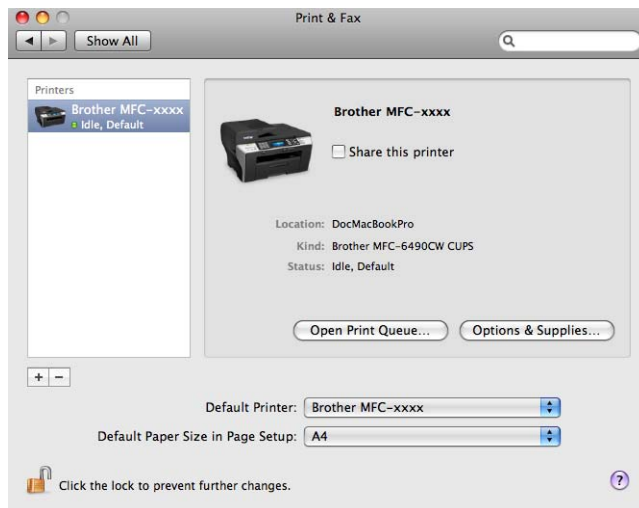 Print & Fax
Show All
Printers
Brother MFC-xxxx
Idle, Default
Brother MFC-xxxx
Share this printer
Location: DocMacBookPro
Kind: Brother MFC-6490CW CUPS
Status: Idle, Default
Open Print Queue... Options & Supplies...
+ −
Default Printer: Brother MFC-xxxx
Default Paper Size in Page Setup: A4
Click the lock to prevent further changes. ?